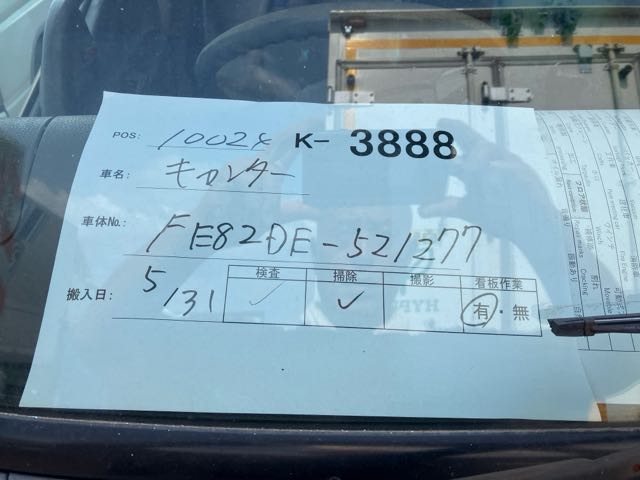 POS: 10024 K- 3888
車名: キャンター
車体No.: FE82DE-521277
搬入日: 5/31
検査 掃除 撮影 看板作業
✓ ✓ 有・無